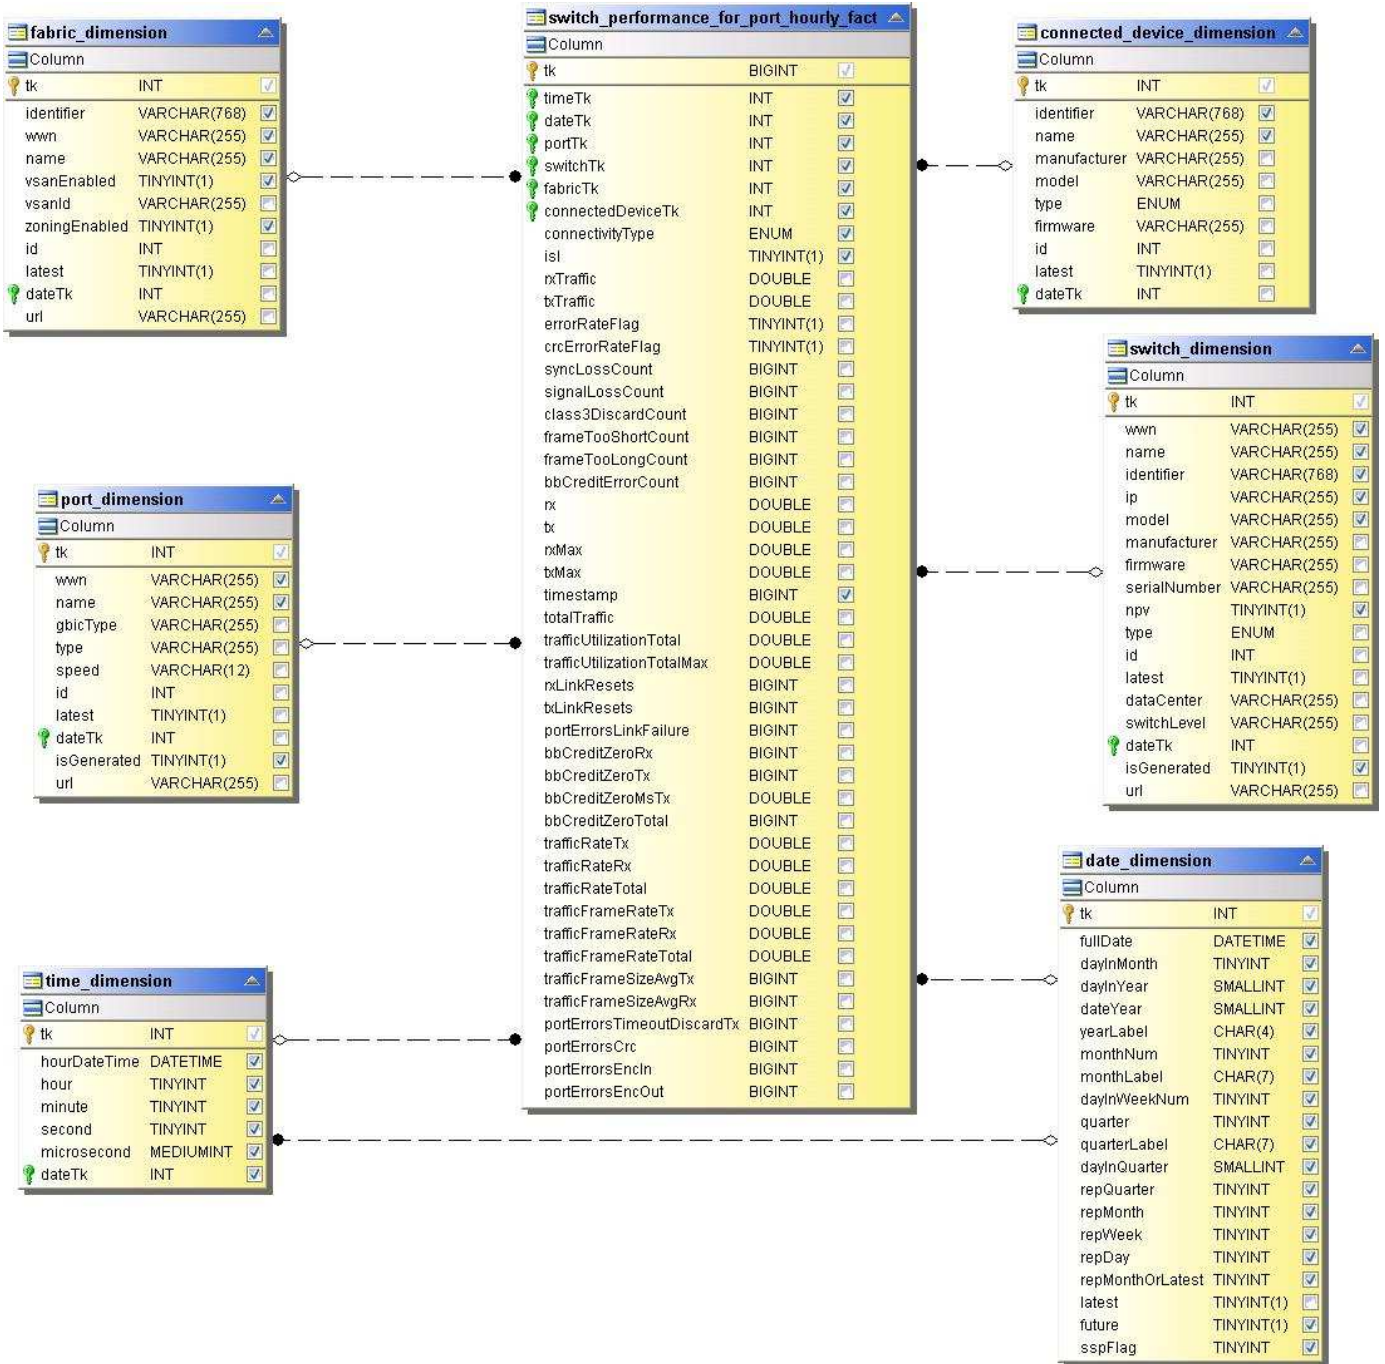 fabric_dimension
Column
tk INT
identifier VARCHAR(768)
wwn VARCHAR(255)
name VARCHAR(255)
vsanEnabled TINYINT(1)
vsanId VARCHAR(255)
zoningEnabled TINYINT(1)
id INT
latest TINYINT(1)
dateTk INT
url VARCHAR(255)
switch_performance_for_port_hourly_fact
Column
tk BIGINT
timeTk INT
dateTk INT
portTk INT
switchTk INT
fabricTk INT
connectedDeviceTk INT
connectivityType ENUM
isl TINYINT(1)
rxTraffic DOUBLE
txTraffic DOUBLE
errorRateFlag TINYINT(1)
crcErrorRateFlag TINYINT(1)
syncLossCount BIGINT
signalLossCount BIGINT
class3DiscardCount BIGINT
frameTooShortCount BIGINT
frameTooLongCount BIGINT
bbCreditErrorCount BIGINT
rx DOUBLE
tx DOUBLE
rxMax DOUBLE
txMax DOUBLE
timestamp BIGINT
totalTraffic DOUBLE
trafficUtilizationTotal DOUBLE
trafficUtilizationTotalMax DOUBLE
rxLinkResets BIGINT
txLinkResets BIGINT
portErrorsLinkFailure BIGINT
bbCreditZeroRx BIGINT
bbCreditZeroTx BIGINT
bbCreditZeroMsTx DOUBLE
bbCreditZeroTotal BIGINT
trafficRateTx DOUBLE
trafficRateRx DOUBLE
trafficRateTotal DOUBLE
trafficFrameRateTx DOUBLE
trafficFrameRateRx DOUBLE
trafficFrameRateTotal DOUBLE
trafficFrameSizeAvgTx BIGINT
trafficFrameSizeAvgRx BIGINT
portErrorsTimeoutDiscardTx BIGINT
portErrorsCrc BIGINT
portErrorsEncIn BIGINT
portErrorsEncOut BIGINT
connected_device_dimension
Column
tk INT
identifier VARCHAR(768)
name VARCHAR(255)
manufacturer VARCHAR(255)
model VARCHAR(255)
type ENUM
firmware VARCHAR(255)
id INT
latest TINYINT(1)
dateTk INT
switch_dimension
Column
tk INT
wwn VARCHAR(255)
name VARCHAR(255)
identifier VARCHAR(768)
ip VARCHAR(255)
model VARCHAR(255)
manufacturer VARCHAR(255)
firmware VARCHAR(255)
serialNumber VARCHAR(255)
npv TINYINT(1)
type ENUM
id INT
latest TINYINT(1)
dataCenter VARCHAR(255)
switchLevel VARCHAR(255)
dateTk INT
isGenerated TINYINT(1)
url VARCHAR(255)
port_dimension
Column
tk INT
wwn VARCHAR(255)
name VARCHAR(255)
gbicType VARCHAR(255)
type VARCHAR(255)
speed VARCHAR(12)
id INT
latest TINYINT(1)
dateTk INT
isGenerated TINYINT(1)
url VARCHAR(255)
date_dimension
Column
tk INT
fullDate DATETIME
dayInMonth TINYINT
dayInYear SMALLINT
dateYear SMALLINT
yearLabel CHAR(4)
monthNum TINYINT
monthLabel CHAR(7)
dayInWeekNum TINYINT
quarter TINYINT
quarterLabel CHAR(7)
dayInQuarter SMALLINT
repQuarter TINYINT
repMonth TINYINT
repWeek TINYINT
repDay TINYINT
repMonthOrLatest TINYINT
latest TINYINT(1)
future TINYINT(1)
sspFlag TINYINT
time_dimension
Column
tk INT
hourDateTime DATETIME
hour TINYINT
minute TINYINT
second TINYINT
microsecond MEDIUMINT
dateTk INT